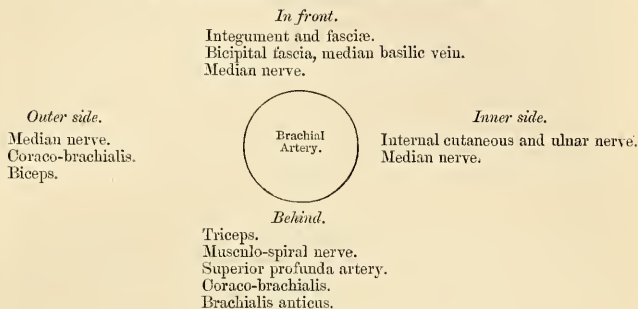 In front.
Integument and fasciæ.
Bicipital fascia, median basilic vein.
Median nerve.
Outer side.
Median nerve.
Coraco-brachialis.
Biceps.
Brachial
Artery.
Inner side.
Internal cutaneous and ulnar nerve.
Median nerve.
Behind.
Triceps.
Musculo-spiral nerve.
Superior profunda artery.
Coraco-brachialis.
Brachialis anticus.